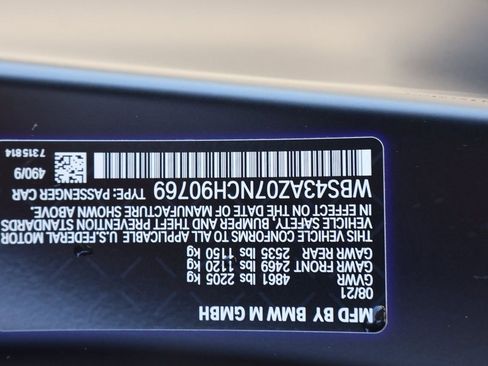 MFD BY BMW M GMBH
08/21
4861 lbs 2205 kg
GAWR FRONT 2469 lbs 1120 kg
GAWR REAR 2535 lbs 1150 kg
THIS VEHICLE CONFORMS TO ALL APPLICABLE U.S.FEDERAL MOTOR
VEHICLE SAFETY, BUMPER AND THEFT PREVENTION STANDARDS
IN EFFECT ON THE DATE OF MANUFACTURE SHOWN ABOVE.
WBS43AZ07NCH90769 TYPE: PASSENGER CAR
490/9
7315814